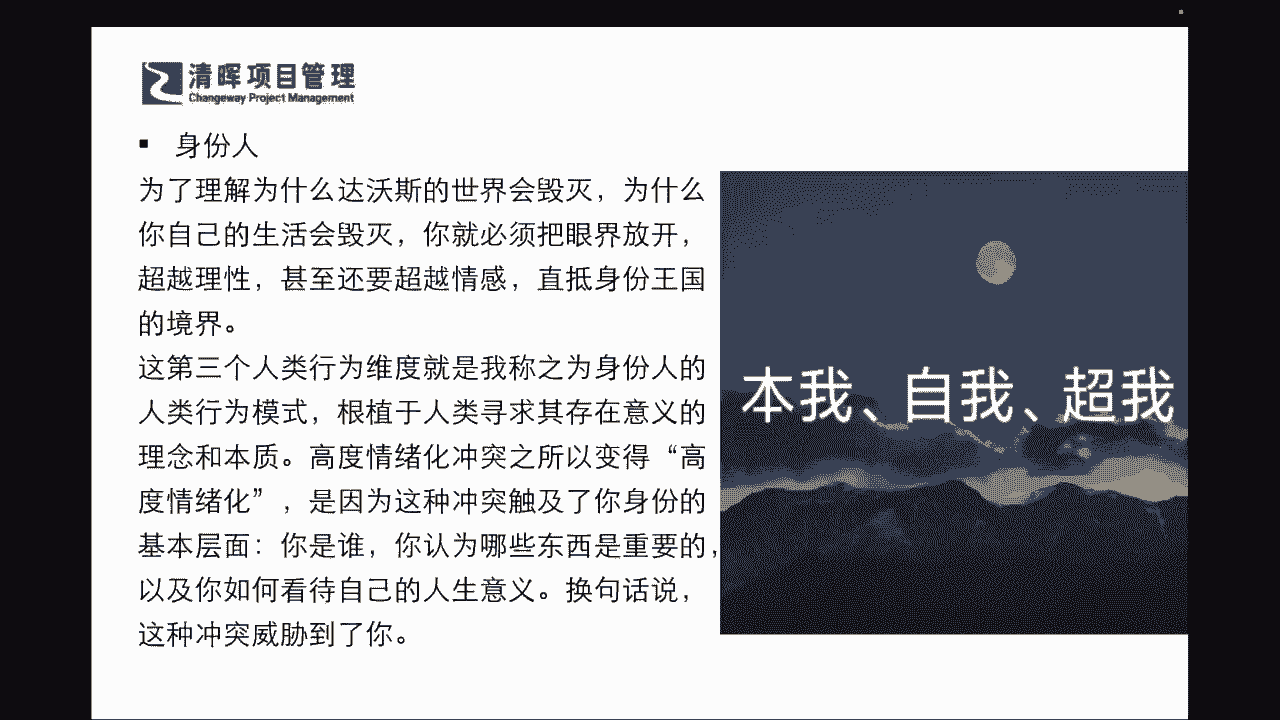 清晖项目管理
Changeway Project Management
▪ 身份人
为了理解为什么达沃斯的世界会毁灭，为什么
你自己的生活会毁灭，你就必须把眼界放开，
超越理性，甚至还要超越情感，直抵身份王国
的境界。
这第三个人类行为维度就是我称之为身份人的
人类行为模式，根植于人类寻求其存在意义的
理念和本质。高度情绪化冲突之所以变得“高
度情绪化”，是因为这种冲突触及了你身份的
基本层面：你是谁，你认为哪些东西是重要的，
以及你如何看待自己的人生意义。换句话说，
这种冲突威胁到了你。
本我、自我、超我